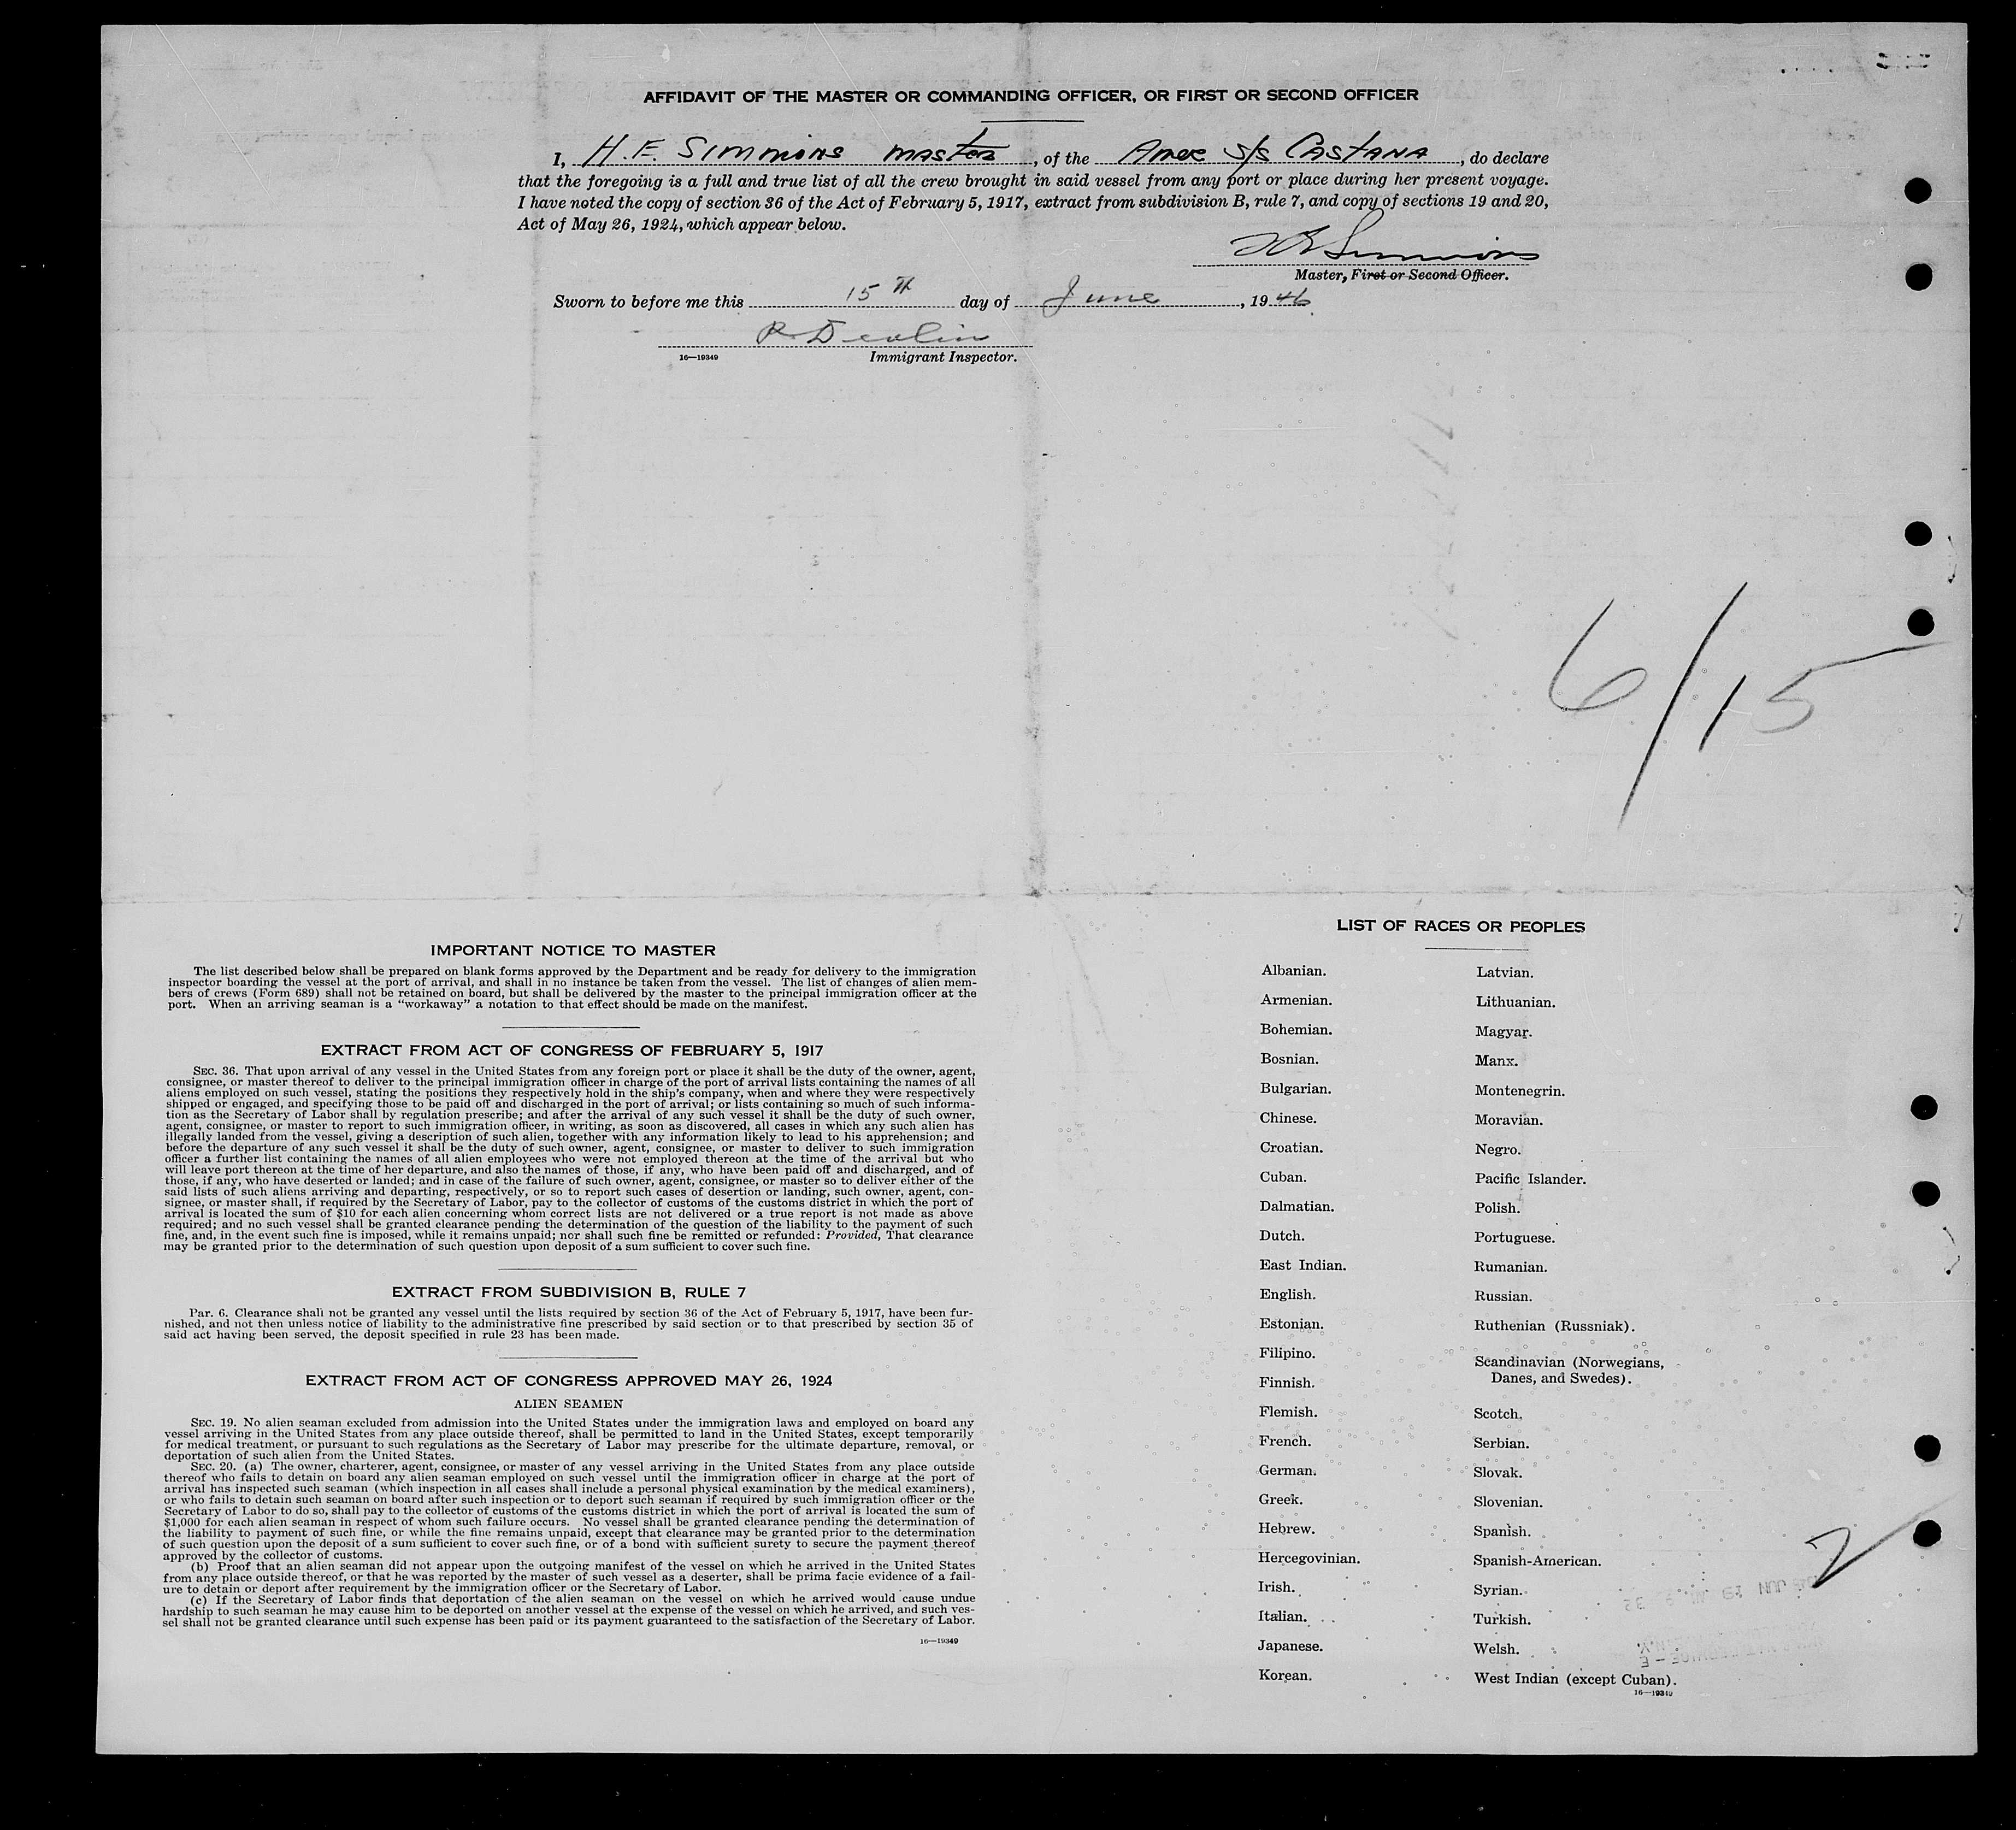 AFFIDAVIT OF THE MASTER OR COMMANDING OFFICER, OR FIRST OR SECOND OFFICER
I, H.E. Simmons master, of the Amer s/s Castana, do declare
that the foregoing is a full and true list of all the crew brought in said vessel from any port or place during her present voyage.
I have noted the copy of section 36 of the Act of February 5, 1917, extract from subdivision B, rule 7, and copy of sections 19 and 20,
Act of May 26, 1924, which appear below.
H E Simmons
Master, First or Second Officer.
Sworn to before me this 15th day of June, 1946
R Devlin
16—19349 Immigrant Inspector.
6/15
IMPORTANT NOTICE TO MASTER
The list described below shall be prepared on blank forms approved by the Department and be ready for delivery to the immigration
inspector boarding the vessel at the port of arrival, and shall in no instance be taken from the vessel. The list of changes of alien mem-
bers of crews (Form 689) shall not be retained on board, but shall be delivered by the master to the principal immigration officer at the
port. When an arriving seaman is a "workaway" a notation to that effect should be made on the manifest.
EXTRACT FROM ACT OF CONGRESS OF FEBRUARY 5, 1917
SEC. 36. That upon arrival of any vessel in the United States from any foreign port or place it shall be the duty of the owner, agent,
consignee, or master thereof to deliver to the principal immigration officer in charge of the port of arrival lists containing the names of all
aliens employed on such vessel, stating the positions they respectively hold in the ship's company, when and where they were respectively
shipped or engaged, and specifying those to be paid off and discharged in the port of arrival; or lists containing so much of such informa-
tion as the Secretary of Labor shall by regulation prescribe; and after the arrival of any such vessel it shall be the duty of such owner,
agent, consignee, or master to report to such immigration officer, in writing, as soon as discovered, all cases in which any such alien has
illegally landed from the vessel, giving a description of such alien, together with any information likely to lead to his apprehension; and
before the departure of any such vessel it shall be the duty of such owner, agent, consignee, or master to deliver to such immigration
officer a further list containing the names of all alien employees who were not employed thereon at the time of the arrival but who
will leave port thereon at the time of her departure, and also the names of those, if any, who have been paid off and discharged, and of
those, if any, who have deserted or landed; and in case of the failure of such owner, agent, consignee, or master so to deliver either of the
said lists of such aliens arriving and departing, respectively, or so to report such cases of desertion or landing, such owner, agent, con-
signee, or master shall, if required by the Secretary of Labor, pay to the collector of customs of the customs district in which the port of
arrival is located the sum of $10 for each alien concerning whom correct lists are not delivered or a true report is not made as above
required; and no such vessel shall be granted clearance pending the determination of the question of the liability to the payment of such
fine, and, in the event such fine is imposed, while it remains unpaid; nor shall such fine be remitted or refunded: Provided, That clearance
may be granted prior to the determination of such question upon deposit of a sum sufficient to cover such fine.
EXTRACT FROM SUBDIVISION B, RULE 7
Par. 6. Clearance shall not be granted any vessel until the lists required by section 36 of the Act of February 5, 1917, have been fur-
nished, and not then unless notice of liability to the administrative fine prescribed by said section or to that prescribed by section 35 of
said act having been served, the deposit specified in rule 23 has been made.
EXTRACT FROM ACT OF CONGRESS APPROVED MAY 26, 1924
ALIEN SEAMEN
SEC. 19. No alien seaman excluded from admission into the United States under the immigration laws and employed on board any
vessel arriving in the United States from any place outside thereof, shall be permitted to land in the United States, except temporarily
for medical treatment, or pursuant to such regulations as the Secretary of Labor may prescribe for the ultimate departure, removal, or
deportation of such alien from the United States.
SEC. 20. (a) The owner, charterer, agent, consignee, or master of any vessel arriving in the United States from any place outside
thereof who fails to detain on board any alien seaman employed on such vessel until the immigration officer in charge at the port of
arrival has inspected such seaman (which inspection in all cases shall include a personal physical examination by the medical examiners),
or who fails to detain such seaman on board after such inspection or to deport such seaman if required by such immigration officer or the
Secretary of Labor to do so, shall pay to the collector of customs of the customs district in which the port of arrival is located the sum of
$1,000 for each alien seaman in respect of whom such failure occurs. No vessel shall be granted clearance pending the determination of
the liability to payment of such fine, or while the fine remains unpaid, except that clearance may be granted prior to the determination
of such question upon the deposit of a sum sufficient to cover such fine, or of a bond with sufficient surety to secure the payment thereof
approved by the collector of customs.
(b) Proof that an alien seaman did not appear upon the outgoing manifest of the vessel on which he arrived in the United States
from any place outside thereof, or that he was reported by the master of such vessel as a deserter, shall be prima facie evidence of a fail-
ure to detain or deport after requirement by the immigration officer or the Secretary of Labor.
(c) If the Secretary of Labor finds that deportation of the alien seaman on the vessel on which he arrived would cause undue
hardship to such seaman he may cause him to be deported on another vessel at the expense of the vessel on which he arrived, and such ves-
sel shall not be granted clearance until such expense has been paid or its payment guaranteed to the satisfaction of the Secretary of Labor.
16—19349
LIST OF RACES OR PEOPLES
Albanian.
Armenian.
Bohemian.
Bosnian.
Bulgarian.
Chinese.
Croatian.
Cuban.
Dalmatian.
Dutch.
East Indian.
English.
Estonian.
Filipino.
Finnish.
Flemish.
French.
German.
Greek.
Hebrew.
Hercegovinian.
Irish.
Italian.
Japanese.
Korean.
Latvian.
Lithuanian.
Magyar.
Manx.
Montenegrin.
Moravian.
Negro.
Pacific Islander.
Polish.
Portuguese.
Rumanian.
Russian.
Ruthenian (Russniak).
Scandinavian (Norwegians,
Danes, and Swedes).
Scotch.
Serbian.
Slovak.
Slovenian.
Spanish.
Spanish-American.
Syrian.
Turkish.
Welsh.
West Indian (except Cuban).
16—19349
2